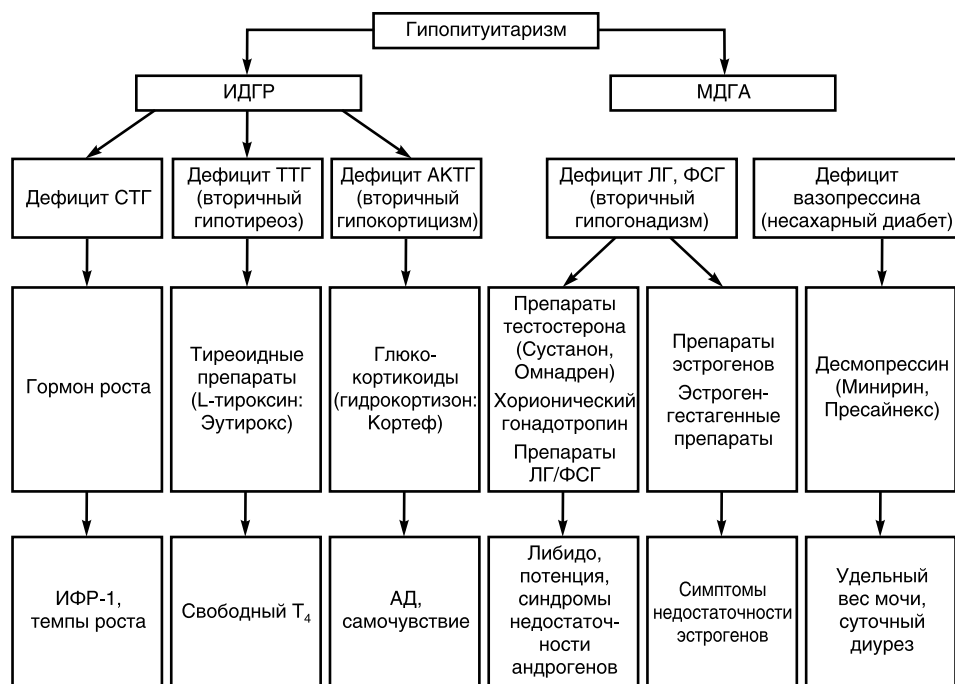 Гипопитуитаризм
ИДГР
МДГА
Дефицит СТГ
Дефицит ТТГ
(вторичный
гипотиреоз)
Дефицит АКТГ
(вторичный
гипокортицизм)
Дефицит ЛГ, ФСГ
(вторичный
гипогонадизм)
Дефицит
вазопрессина
(несахарный диабет)
Гормон роста
Тиреоидные
препараты
(L-тироксин:
Эутирокс)
Глюко-
кортикоиды
(гидрокортизон:
Кортеф)
Препараты
тестостерона
(Сустанон,
Омнадрен)
Хорионический
гонадотропин
Препараты
ЛГ/ФСГ
Препараты
эстрогенов
Эстроген-
гестагенные
препараты
Десмопрессин
(Минирин,
Пресайнекс)
ИФР-1,
темпы роста
Свободный Т₄
АД,
самочувствие
Либидо,
потенция,
синдромы
недостаточ-
ности
андрогенов
Симптомы
недостаточности
эстрогенов
Удельный
вес мочи,
суточный
диурез